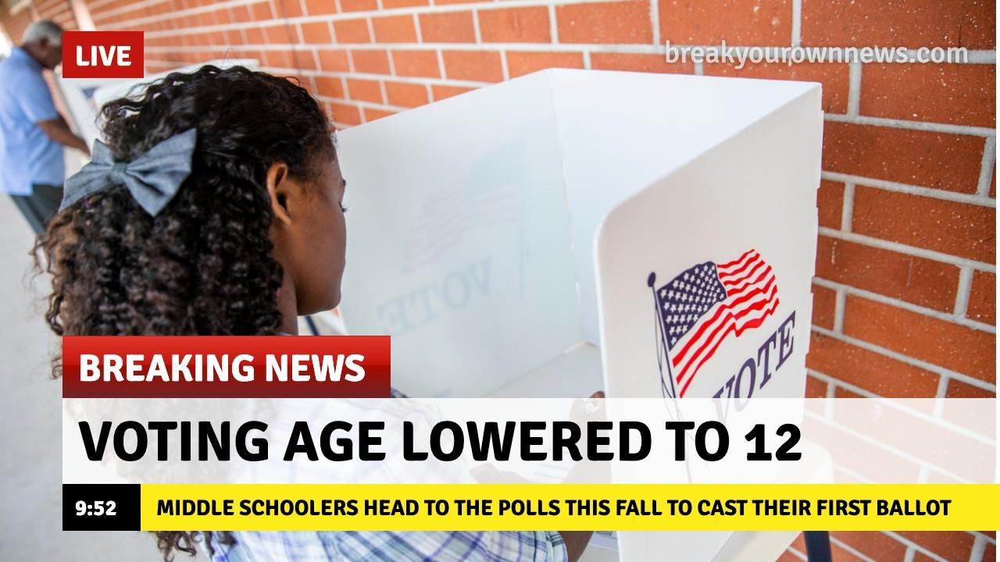 LIVE
breakyourownnews.com
VOTE
VOTE
BREAKING NEWS
VOTING AGE LOWERED TO 12
9:52
MIDDLE SCHOOLERS HEAD TO THE POLLS THIS FALL TO CAST THEIR FIRST BALLOT